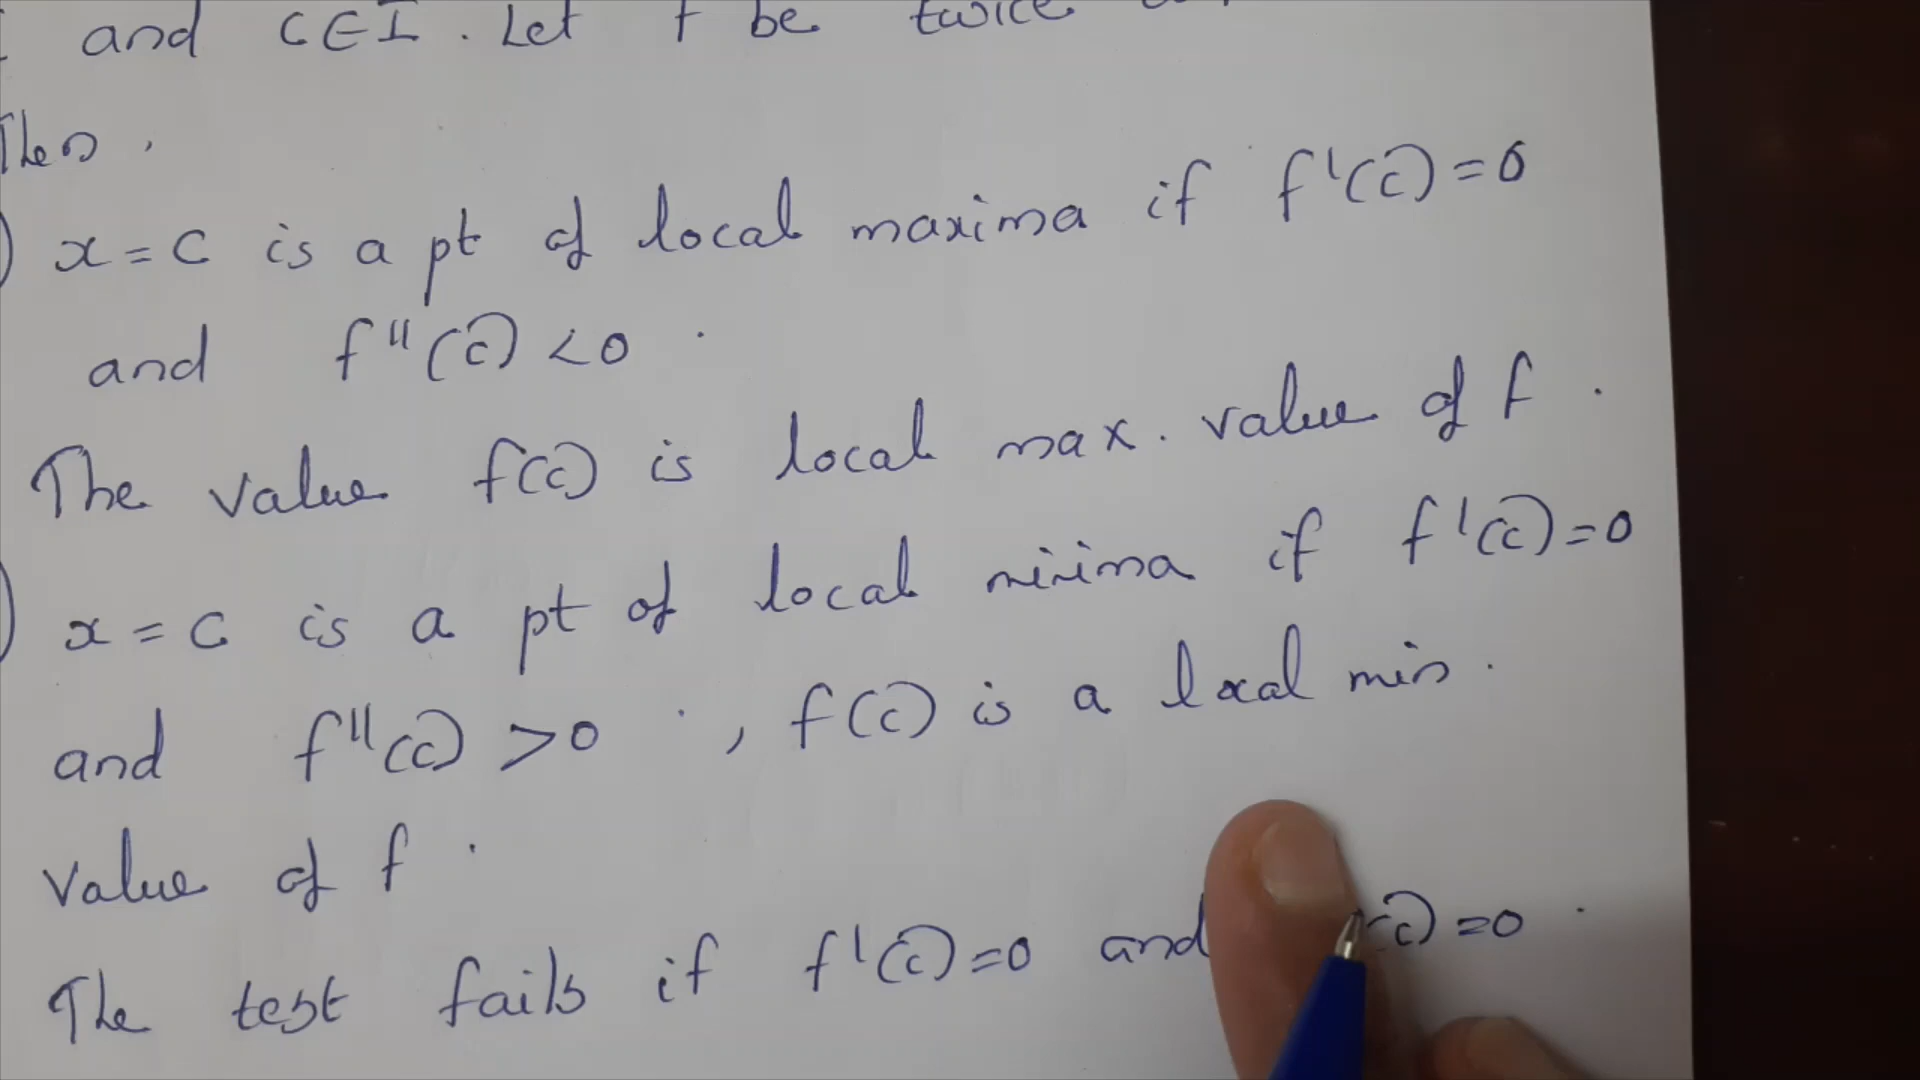 and C∈I. Let f be twice
Then,
) x = c is a pt of local maxima if f'(c) = 0
and f''(c) < 0.
The value f(c) is local max. value of f.
) x = c is a pt of local minima if f'(c) = 0
and f''(c) > 0., f(c) is a local min.
value of f.
The test fails if f'(c) = 0 and (c) = 0.